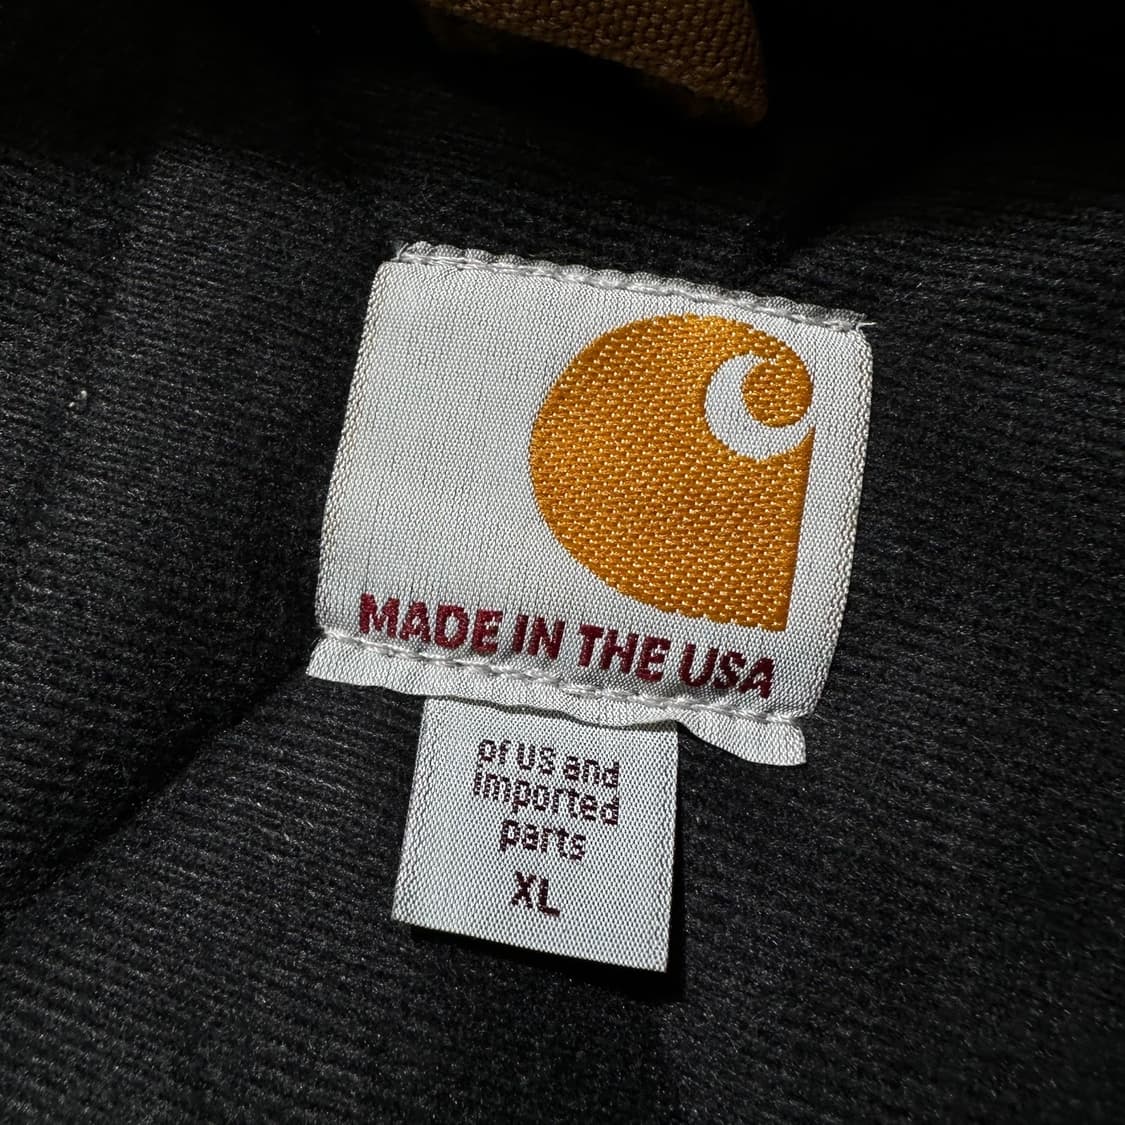 MADE IN THE USA
of US and
imported
parts
XL